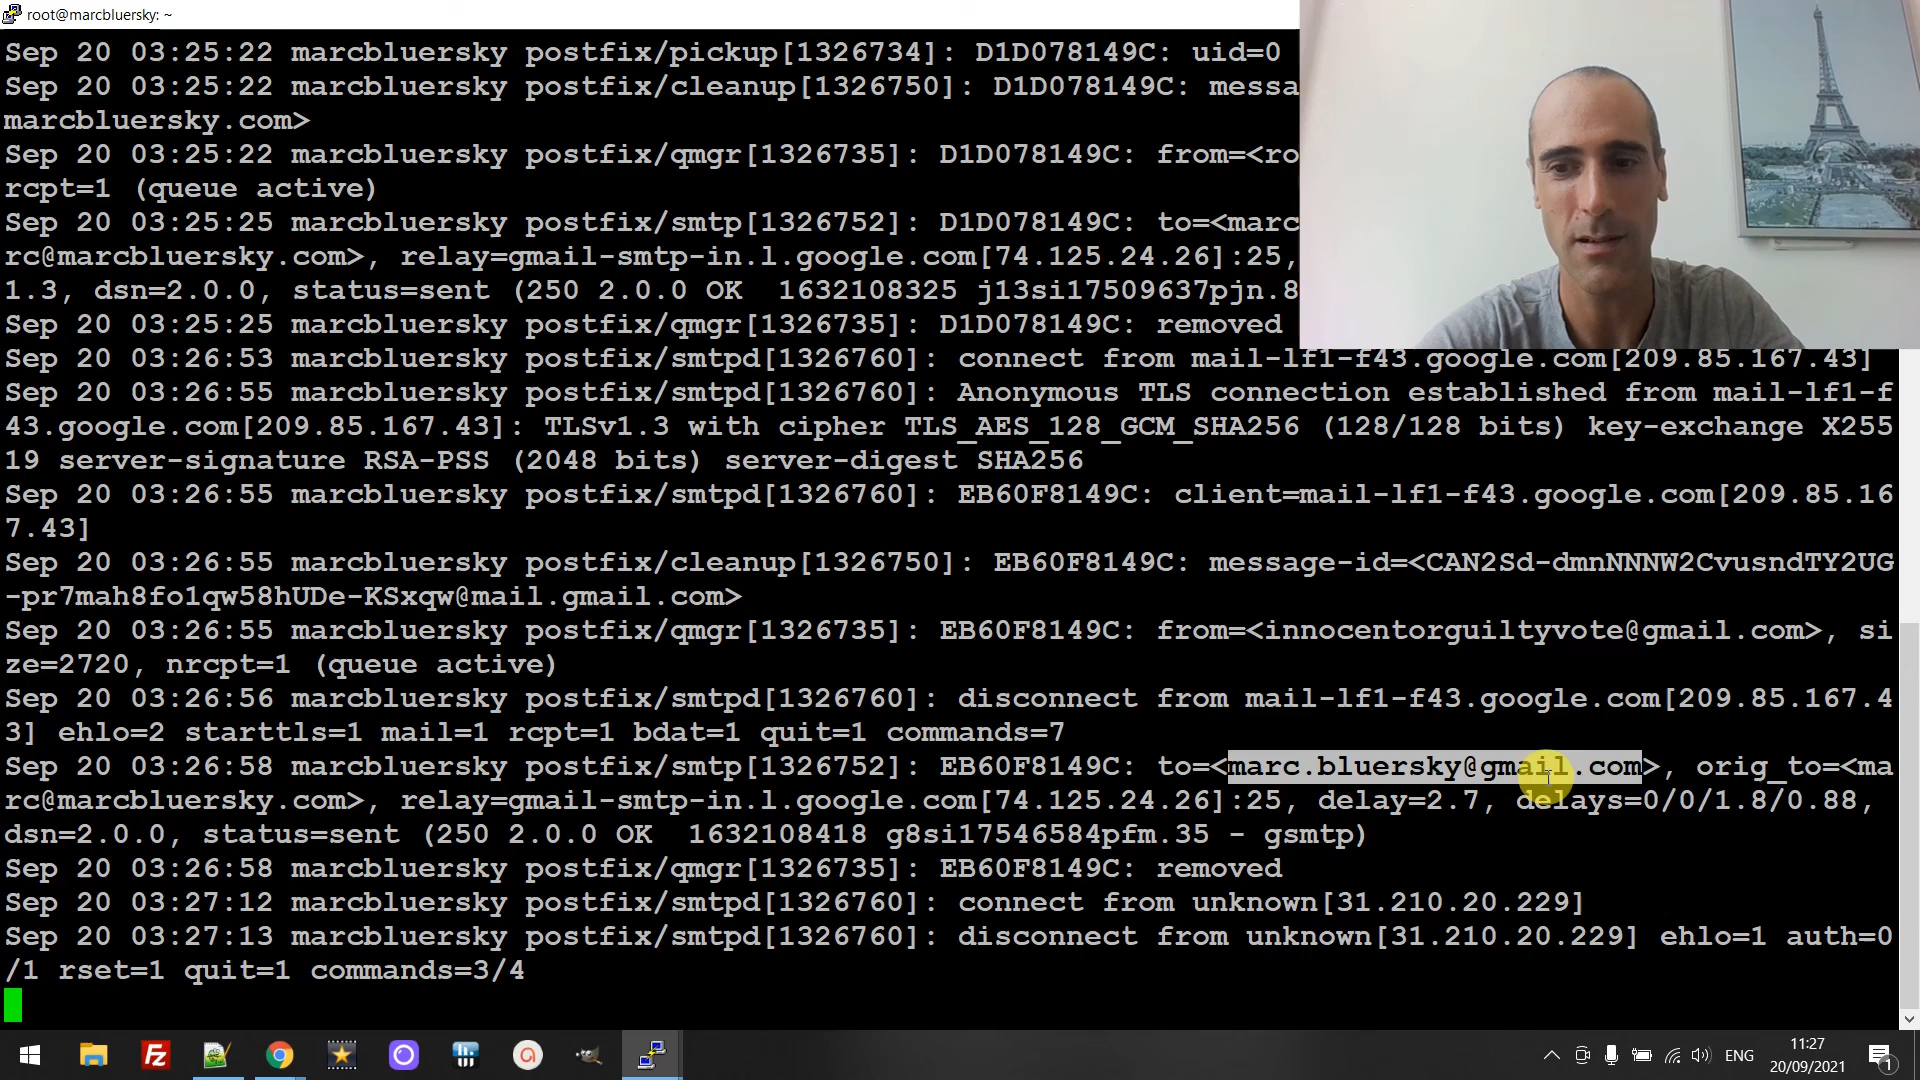 root@marcbluersky: ~
Sep 20 03:25:22 marcbluersky postfix/pickup[1326734]: D1D078149C: uid=0
Sep 20 03:25:22 marcbluersky postfix/cleanup[1326750]: D1D078149C: messa
marcbluersky.com>
Sep 20 03:25:22 marcbluersky postfix/qmgr[1326735]: D1D078149C: from=<ro
rcpt=1 (queue active)
Sep 20 03:25:25 marcbluersky postfix/smtp[1326752]: D1D078149C: to=<marc
rc@marcbluersky.com>, relay=gmail-smtp-in.l.google.com[74.125.24.26]:25,
1.3, dsn=2.0.0, status=sent (250 2.0.0 OK  1632108325 j13si17509637pjn.8
Sep 20 03:25:25 marcbluersky postfix/qmgr[1326735]: D1D078149C: removed
Sep 20 03:26:53 marcbluersky postfix/smtpd[1326760]: connect from mail-lf1-f43.google.com[209.85.167.43]
Sep 20 03:26:55 marcbluersky postfix/smtpd[1326760]: Anonymous TLS connection established from mail-lf1-f
43.google.com[209.85.167.43]: TLSv1.3 with cipher TLS_AES_128_GCM_SHA256 (128/128 bits) key-exchange X255
19 server-signature RSA-PSS (2048 bits) server-digest SHA256
Sep 20 03:26:55 marcbluersky postfix/smtpd[1326760]: EB60F8149C: client=mail-lf1-f43.google.com[209.85.16
7.43]
Sep 20 03:26:55 marcbluersky postfix/cleanup[1326750]: EB60F8149C: message-id=<CAN2Sd-dmnNNNW2CvusndTY2UG
-pr7mah8fo1qw58hUDe-KSxqw@mail.gmail.com>
Sep 20 03:26:55 marcbluersky postfix/qmgr[1326735]: EB60F8149C: from=<innocentorguiltyvote@gmail.com>, si
ze=2720, nrcpt=1 (queue active)
Sep 20 03:26:56 marcbluersky postfix/smtpd[1326760]: disconnect from mail-lf1-f43.google.com[209.85.167.4
3] ehlo=2 starttls=1 mail=1 rcpt=1 bdat=1 quit=1 commands=7
Sep 20 03:26:58 marcbluersky postfix/smtp[1326752]: EB60F8149C: to=<marc.bluersky@gmail.com>, orig_to=<ma
rc@marcbluersky.com>, relay=gmail-smtp-in.l.google.com[74.125.24.26]:25, delay=2.7, delays=0/0/1.8/0.88,
dsn=2.0.0, status=sent (250 2.0.0 OK  1632108418 g8si17546584pfm.35 - gsmtp)
Sep 20 03:26:58 marcbluersky postfix/qmgr[1326735]: EB60F8149C: removed
Sep 20 03:27:12 marcbluersky postfix/smtpd[1326760]: connect from unknown[31.210.20.229]
Sep 20 03:27:13 marcbluersky postfix/smtpd[1326760]: disconnect from unknown[31.210.20.229] ehlo=1 auth=0
/1 rset=1 quit=1 commands=3/4
ENG
11:27
20/09/2021
1